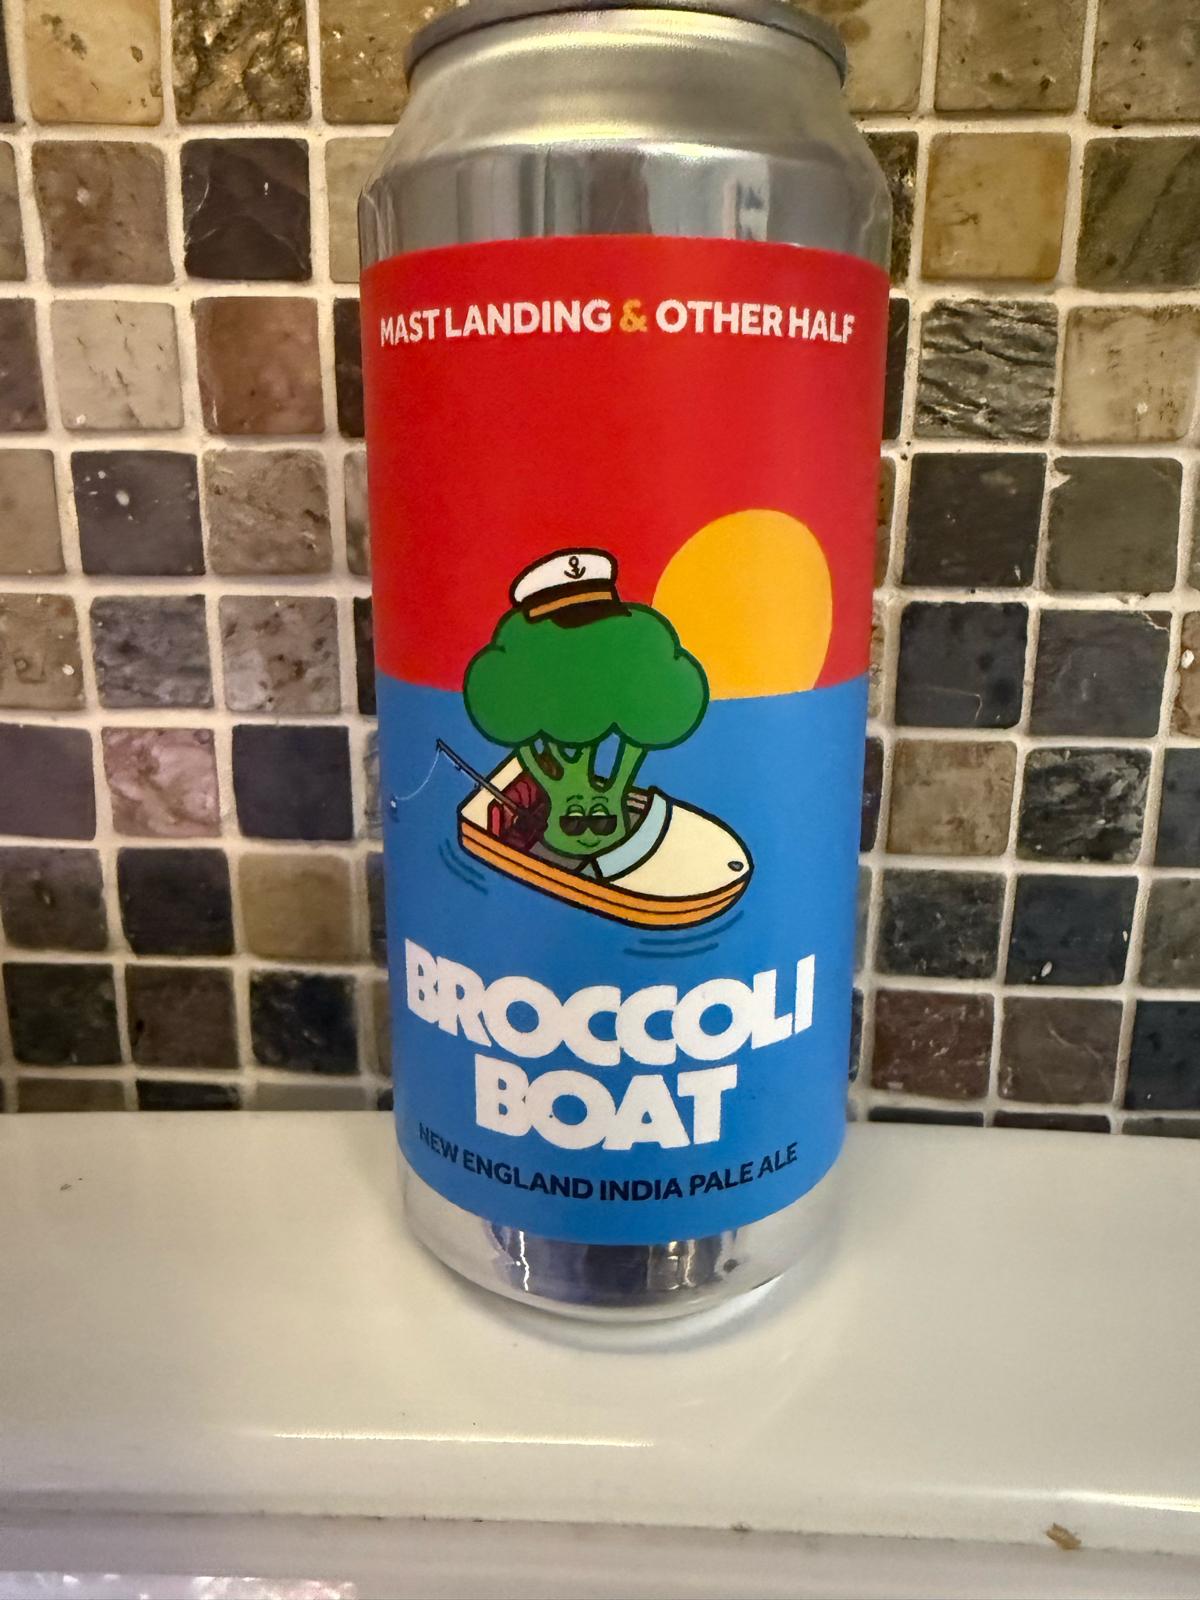 MAST LANDING & OTHER HALF
BROCCOLI
BOAT
NEW ENGLAND INDIA PALE ALE